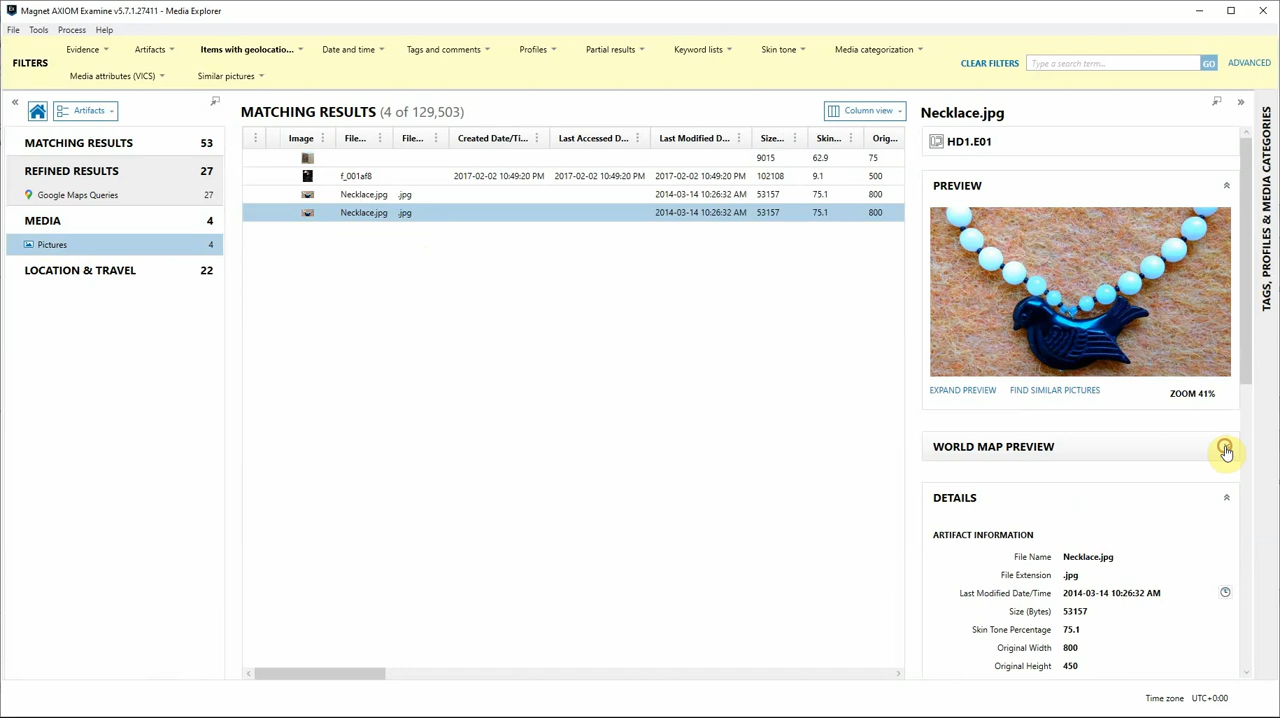 Magnet AXIOM Examine v5.7.1.27411 - Media Explorer
File Tools Process Help
FILTERS
Evidence Artifacts Items with geolocatio... Date and time Tags and comments Profiles Partial results Keyword lists Skin tone Media categorization
Media attributes (VICS) Similar pictures
CLEAR FILTERS Type a search term... GO ADVANCED
Artifacts
MATCHING RESULTS 53
REFINED RESULTS 27
Google Maps Queries 27
MEDIA 4
Pictures 4
LOCATION & TRAVEL 22
MATCHING RESULTS (4 of 129,503)
Column view
Image File... File... Created Date/Ti... Last Accessed D... Last Modified D... Size... Skin... Orig...
9015 62.9 75
f_001af8 2017-02-02 10:49:20 PM 2017-02-02 10:49:20 PM 2017-02-02 10:49:20 PM 102108 9.1 500
Necklace.jpg .jpg 2014-03-14 10:26:32 AM 53157 75.1 800
Necklace.jpg .jpg 2014-03-14 10:26:32 AM 53157 75.1 800
Necklace.jpg
HD1.E01
PREVIEW
EXPAND PREVIEW FIND SIMILAR PICTURES ZOOM 41%
WORLD MAP PREVIEW
DETAILS
ARTIFACT INFORMATION
File Name Necklace.jpg
File Extension .jpg
Last Modified Date/Time 2014-03-14 10:26:32 AM
Size (Bytes) 53157
Skin Tone Percentage 75.1
Original Width 800
Original Height 450
TAGS, PROFILES & MEDIA CATEGORIES
Time zone UTC+0:00